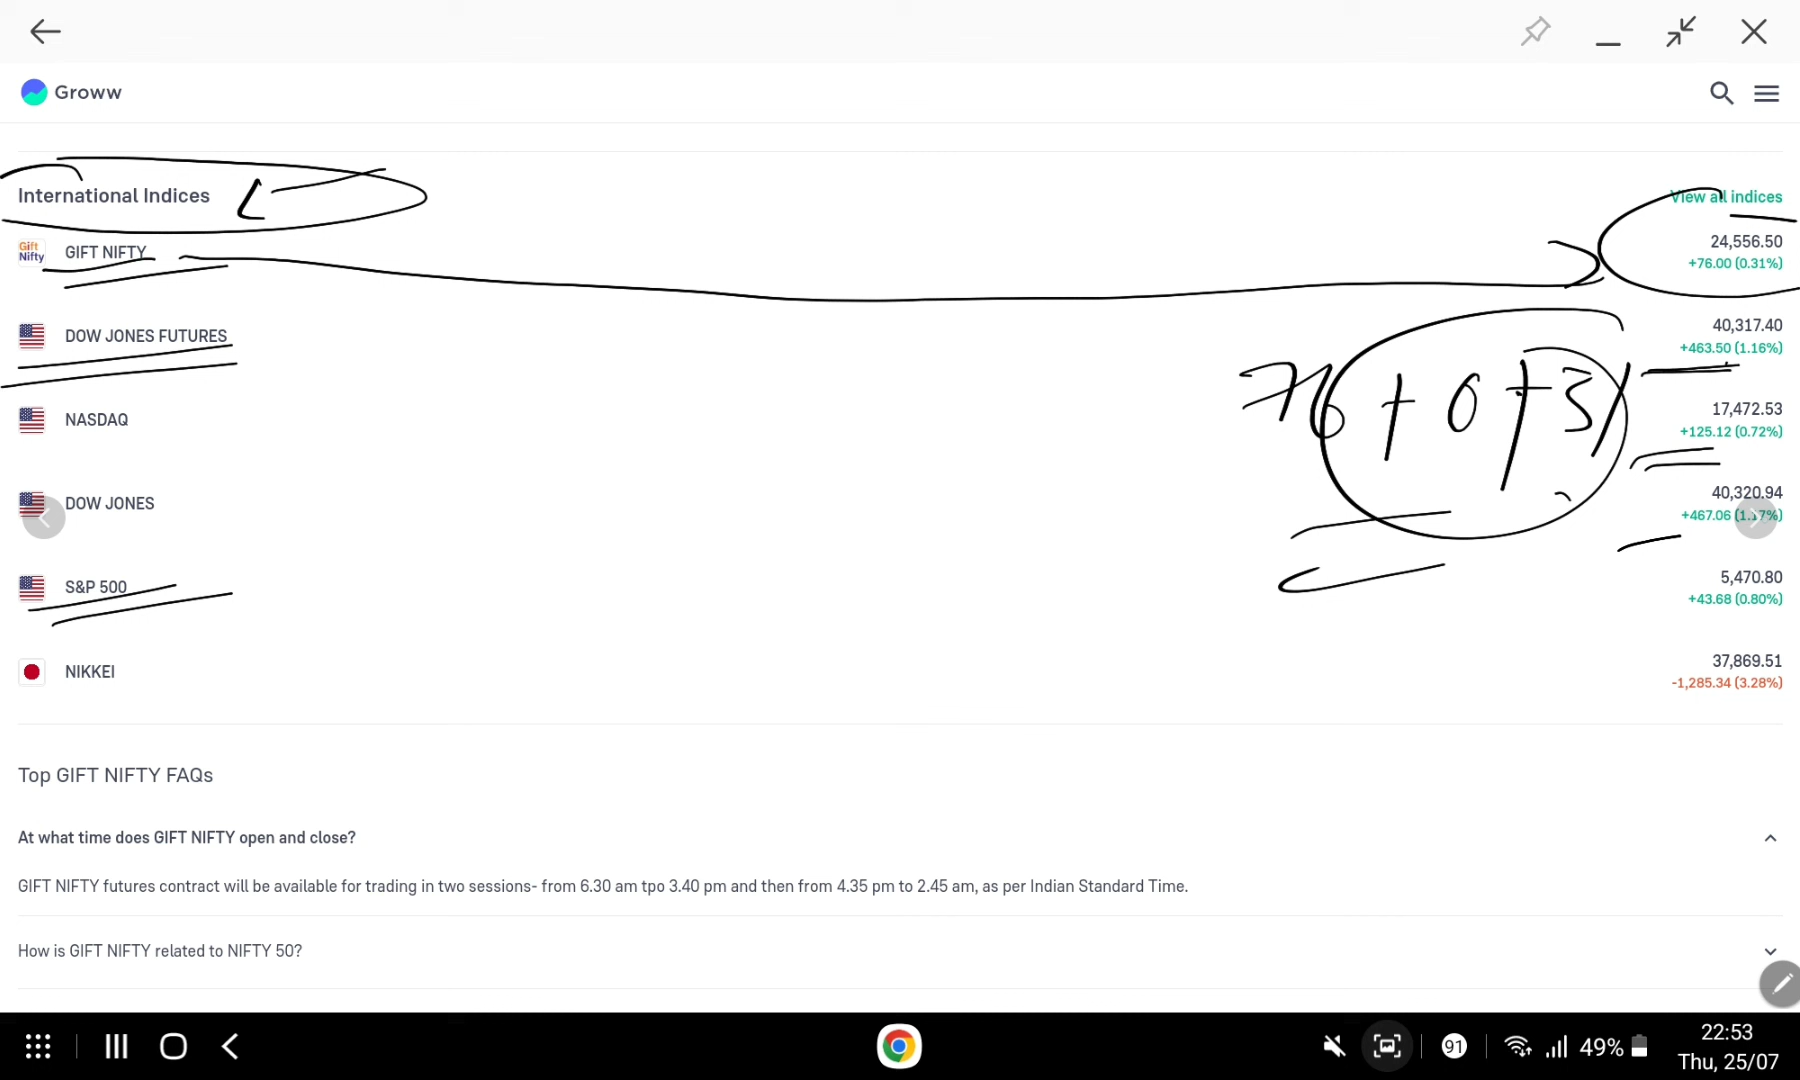 Groww
International Indices
View all indices
Gift Nifty GIFT NIFTY 24,556.50
+76.00 (0.31%)
DOW JONES FUTURES 40,317.40
+463.50 (1.16%)
NASDAQ 17,472.53
+125.12 (0.72%)
DOW JONES 40,320.94
+467.06 (1.17%)
S&P 500 5,470.80
+43.68 (0.80%)
NIKKEI 37,869.51
-1,285.34 (3.28%)
Top GIFT NIFTY FAQs
At what time does GIFT NIFTY open and close?
GIFT NIFTY futures contract will be available for trading in two sessions- from 6.30 am tpo 3.40 pm and then from 4.35 pm to 2.45 am, as per Indian Standard Time.
How is GIFT NIFTY related to NIFTY 50?
91 49% 22:53
Thu, 25/07